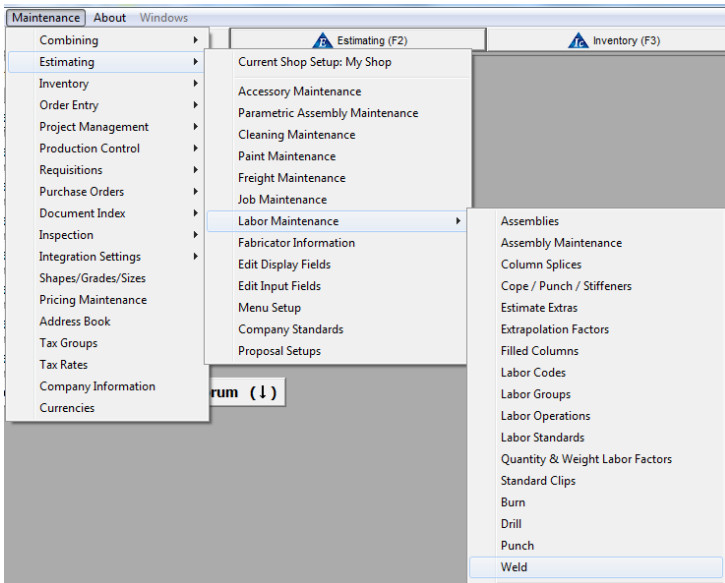 Maintenance About Windows
Estimating (F2)
Inventory (F3)
Combining
Estimating
Inventory
Order Entry
Project Management
Production Control
Requisitions
Purchase Orders
Document Index
Inspection
Integration Settings
Shapes/Grades/Sizes
Pricing Maintenance
Address Book
Tax Groups
Tax Rates
Company Information
Currencies
Current Shop Setup: My Shop
Accessory Maintenance
Parametric Assembly Maintenance
Cleaning Maintenance
Paint Maintenance
Freight Maintenance
Job Maintenance
Labor Maintenance
Fabricator Information
Edit Display Fields
Edit Input Fields
Menu Setup
Company Standards
Proposal Setups
rum (↓)
Assemblies
Assembly Maintenance
Column Splices
Cope / Punch / Stiffeners
Estimate Extras
Extrapolation Factors
Filled Columns
Labor Codes
Labor Groups
Labor Operations
Labor Standards
Quantity & Weight Labor Factors
Standard Clips
Burn
Drill
Punch
Weld